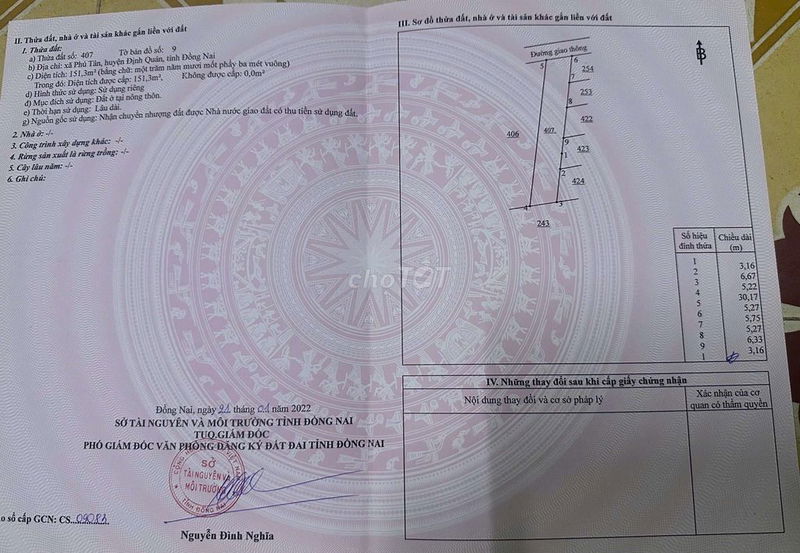 II. Thửa đất, nhà ở và tài sản khác gắn liền với đất
1. Thửa đất:
a) Thửa đất số: 407 Tờ bản đồ số: 9
b) Địa chỉ: xã Phú Tân, huyện Định Quán, tỉnh Đồng Nai
c) Diện tích: 151,3m² (bằng chữ: một trăm năm mươi mốt phẩy ba mét vuông)
Trong đó: Diện tích được cấp: 151,3m², Không được cấp: 0,0m²
d) Hình thức sử dụng: Sử dụng riêng
đ) Mục đích sử dụng: Đất ở tại nông thôn.
e) Thời hạn sử dụng: Lâu dài.
g) Nguồn gốc sử dụng: Nhận chuyển nhượng đất được Nhà nước giao đất có thu tiền sử dụng đất.
2. Nhà ở: -/-
3. Công trình xây dựng khác: -/-
4. Rừng sản xuất là rừng trồng: -/-
5. Cây lâu năm: -/-
6. Ghi chú:
Đồng Nai, ngày 21 tháng 01 năm 2022
SỞ TÀI NGUYÊN VÀ MÔI TRƯỜNG TỈNH ĐỒNG NAI
TUQ.GIÁM ĐỐC
PHÓ GIÁM ĐỐC VĂN PHÒNG ĐĂNG KÝ ĐẤT ĐAI TỈNH ĐỒNG NAI
SỞ
TÀI NGUYÊN VÀ
MÔI TRƯỜNG
TỈNH ĐỒNG NAI
Nguyễn Đình Nghĩa
o sổ cấp GCN: CS
III. Sơ đồ thửa đất, nhà ở và tài sản khác gắn liền với đất
B
Đường giao thông
5
6
254
7
253
8
422
406
407
9
423
1
2
424
4
3
243
Số hiệu đỉnh thửa Chiều dài (m)
1
3,16
2
6,67
3
5,22
4
30,17
5
5,27
6
5,75
7
5,27
8
6,33
9
3,16
1
IV. Những thay đổi sau khi cấp giấy chứng nhận
Nội dung thay đổi và cơ sở pháp lý
Xác nhận của cơ
quan có thẩm quyền
choTỐT